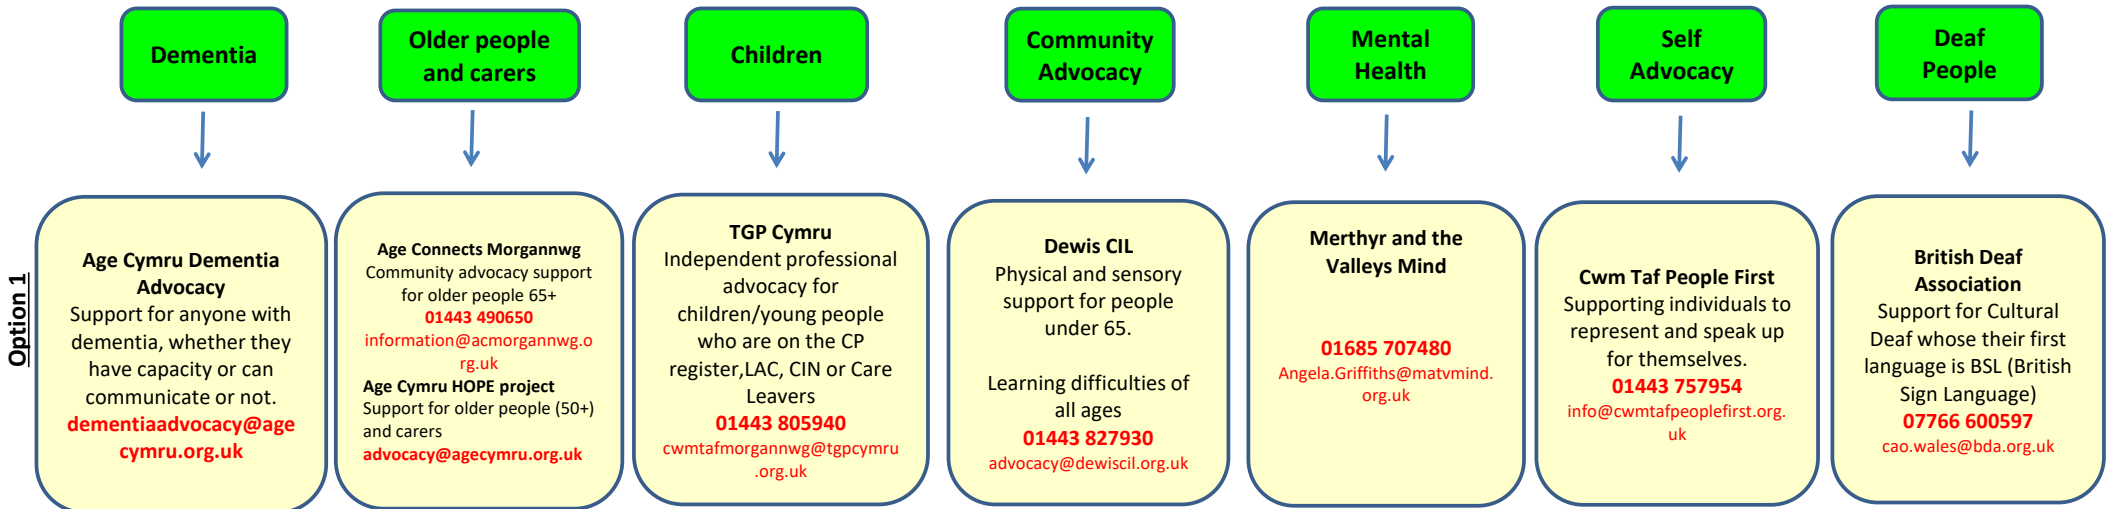 Dementia
Older people
and carers
Children
Community
Advocacy
Mental
Health
Self
Advocacy
Deaf
People
Option 1
Age Cymru Dementia
Advocacy
Support for anyone with
dementia, whether they
have capacity or can
communicate or not.
dementiaadvocacy@age
cymru.org.uk
Age Connects Morgannwg
Community advocacy support
for older people 65+
01443 490650
information@acmorgannwg.o
rg.uk
Age Cymru HOPE project
Support for older people (50+)
and carers
advocacy@agecymru.org.uk
TGP Cymru
Independent professional
advocacy for
children/young people
who are on the CP
register,LAC, CIN or Care
Leavers
01443 805940
cwmtafmorgannwg@tgpcymru
.org.uk
Dewis CIL
Physical and sensory
support for people
under 65.
Learning difficulties of
all ages
01443 827930
advocacy@dewiscil.org.uk
Merthyr and the
Valleys Mind
01685 707480
Angela.Griffiths@matvmind.
org.uk
Cwm Taf People First
Supporting individuals to
represent and speak up
for themselves.
01443 757954
info@cwmtafpeoplefirst.org.
uk
British Deaf
Association
Support for Cultural
Deaf whose their first
language is BSL (British
Sign Language)
07766 600597
cao.wales@bda.org.uk